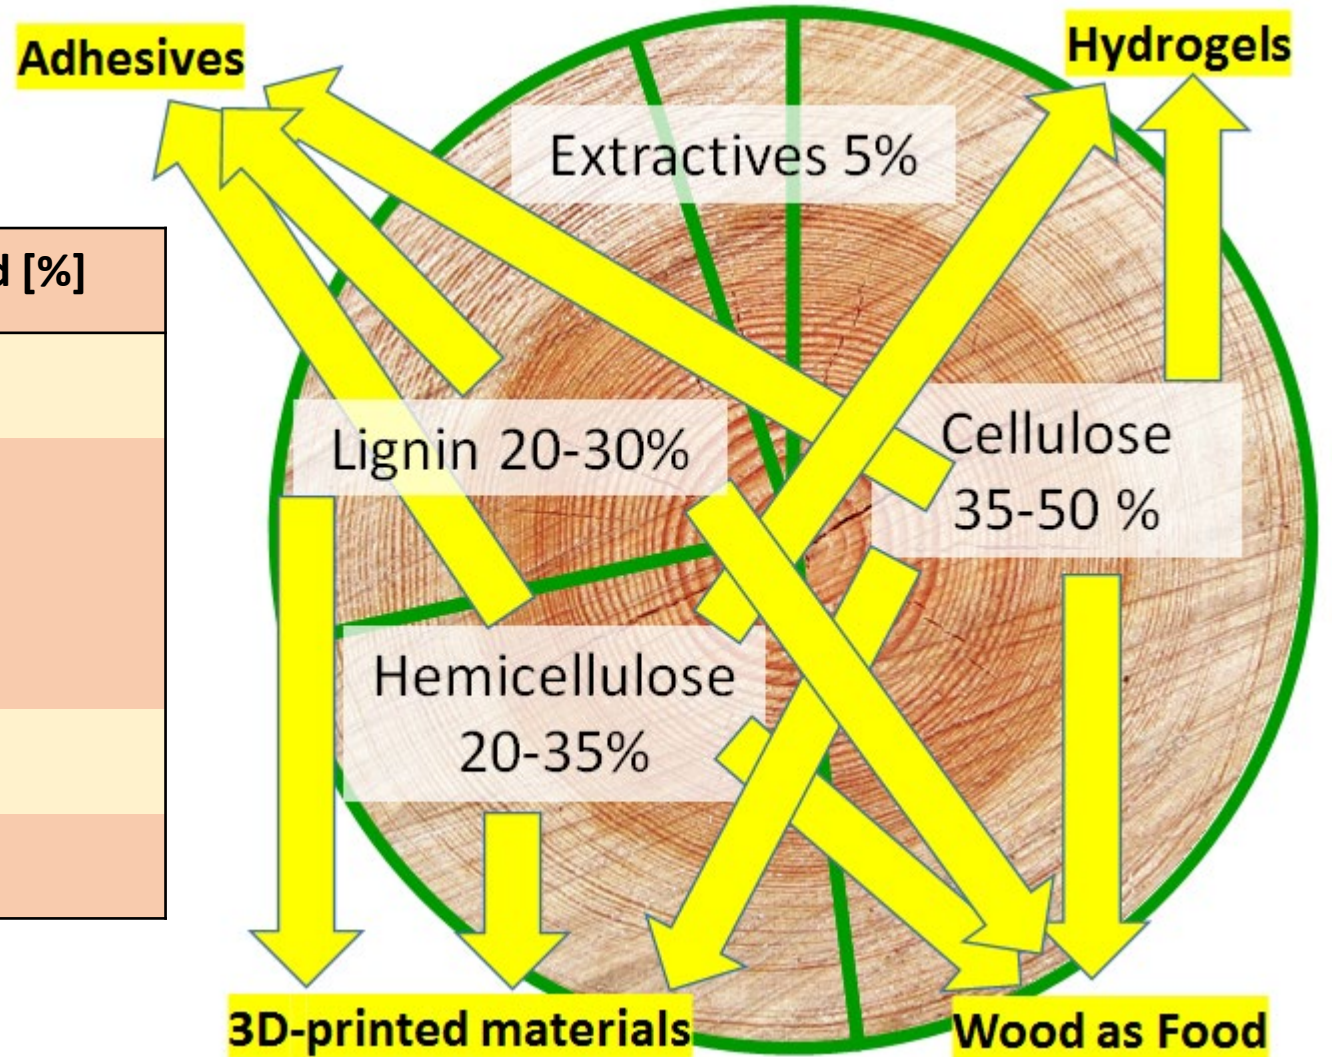 Adhesives
Hydrogels
Extractives 5%
[%]
Lignin 20-30%
Cellulose
35-50 %
Hemicellulose
20-35%
3D-printed materials
Wood as Food